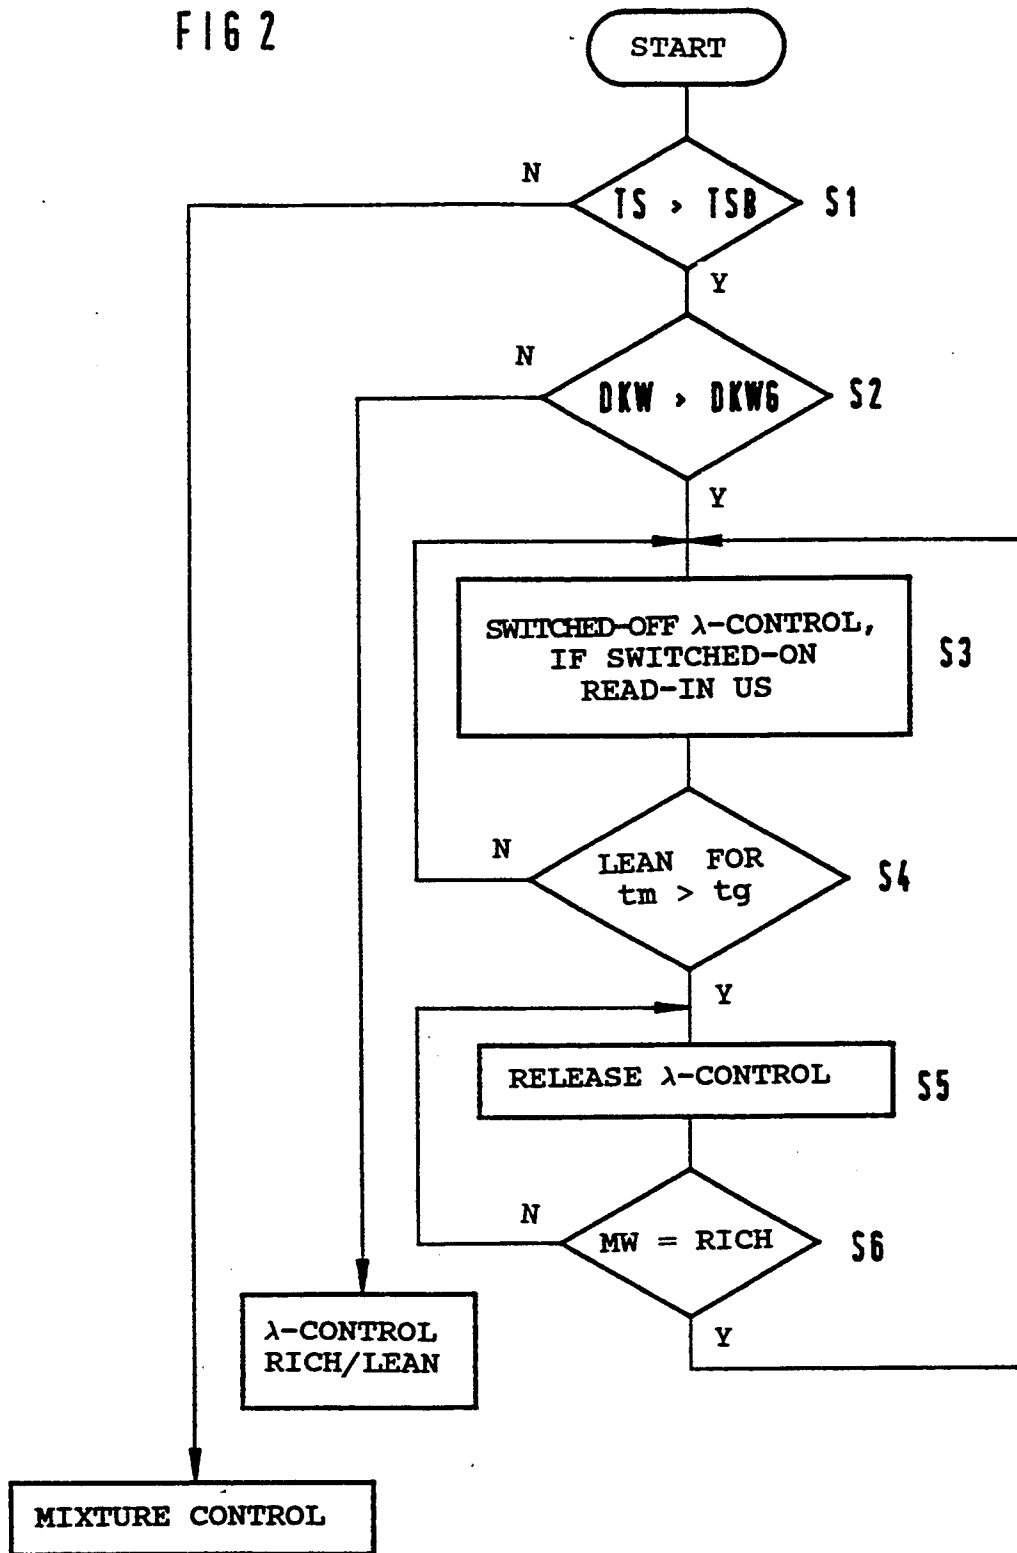 FIG 2
START
N
TS > TSB
S1
Y
N
DKW > DKWG
S2
Y
SWITCHED-OFF λ-CONTROL,
IF SWITCHED-ON
READ-IN US
S3
N
LEAN FOR
tm > tg
S4
Y
RELEASE λ-CONTROL
S5
N
MW = RICH
S6
Y
λ-CONTROL
RICH/LEAN
MIXTURE CONTROL